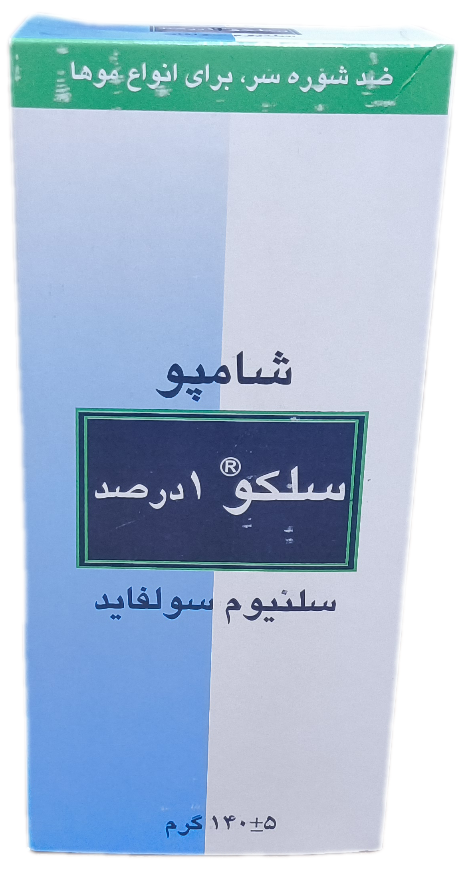 ضد شوره سر، برای انواع موها
شامپو
سلکو® ۱درصد
سلنیوم سولفاید
۱۴۰±۵ گرم